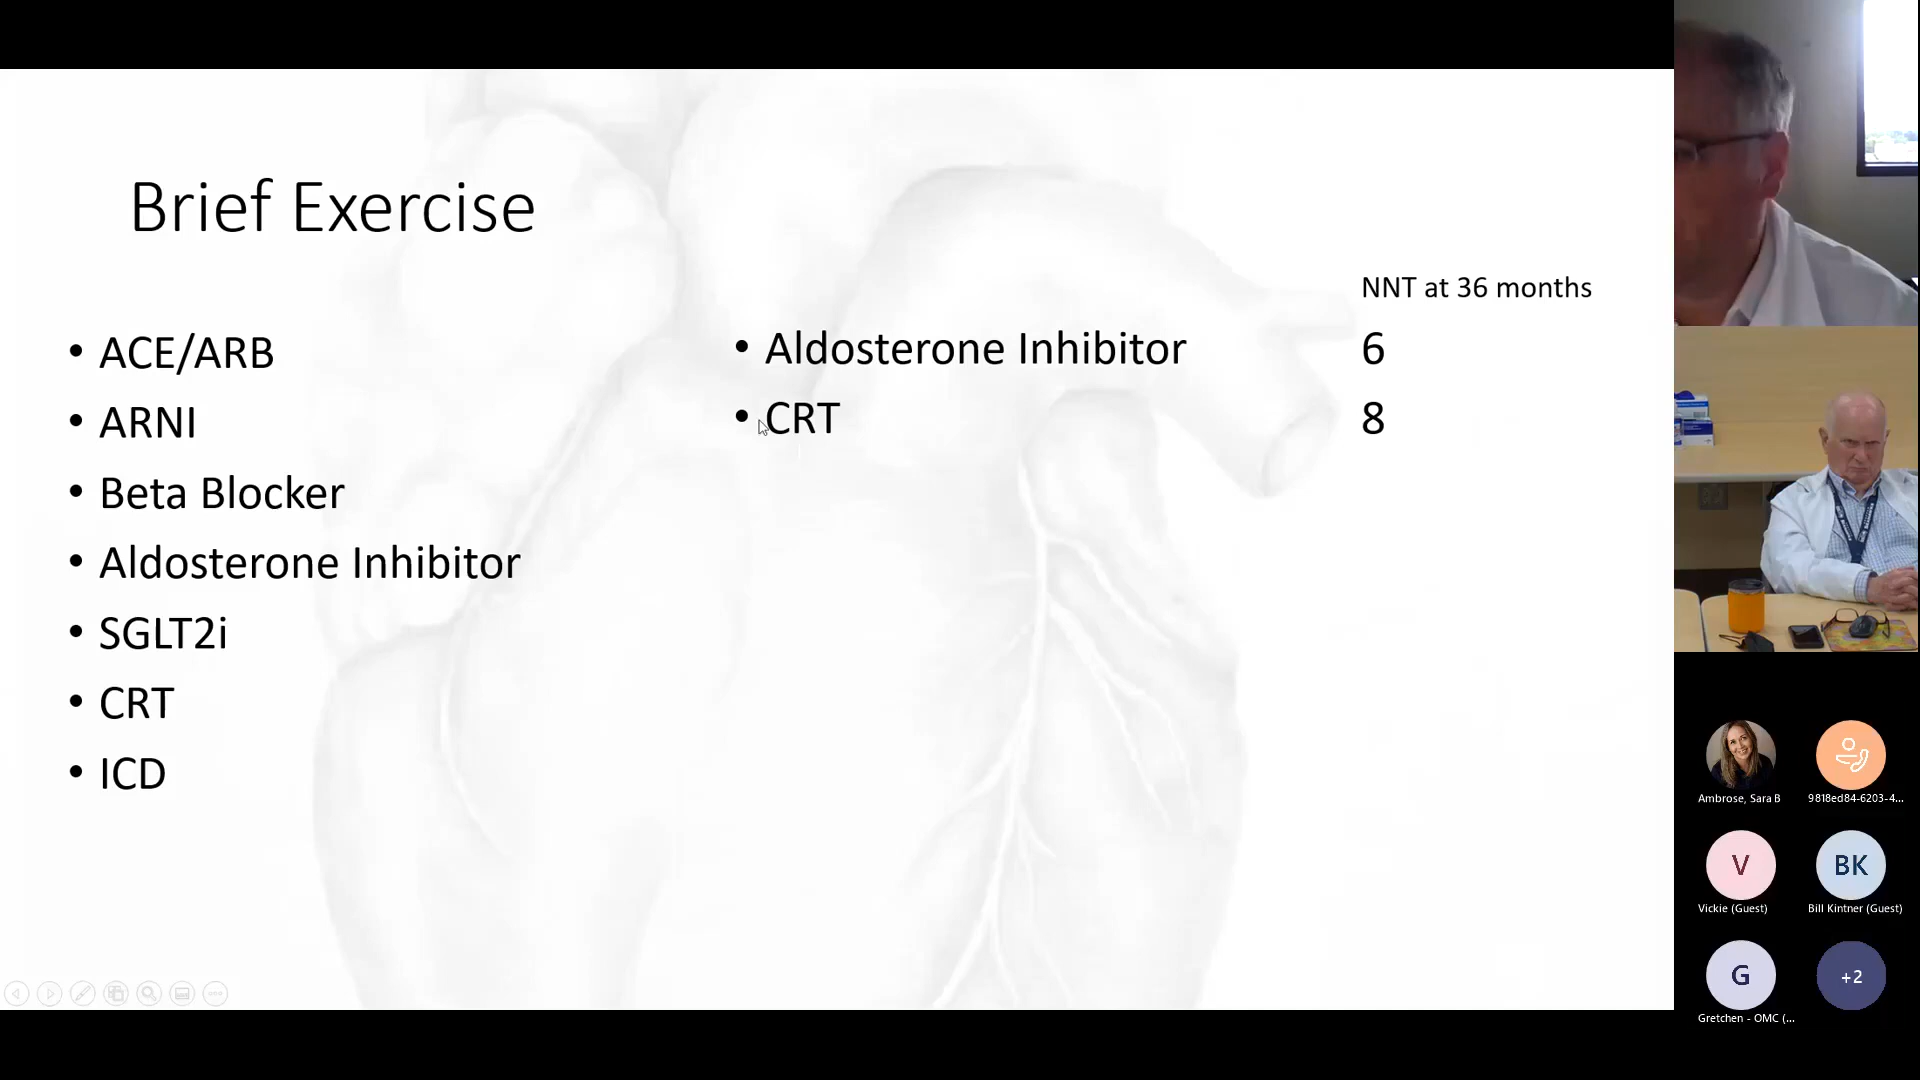 Brief Exercise
NNT at 36 months
• ACE/ARB
• ARNI
• Beta Blocker
• Aldosterone Inhibitor
• SGLT2i
• CRT
• ICD
• Aldosterone Inhibitor 6
• CRT 8
Ambrose, Sara B
9818ed84-6203-4...
V
Vickie (Guest)
BK
Bill Kintner (Guest)
G
Gretchen - OMC (...
+2